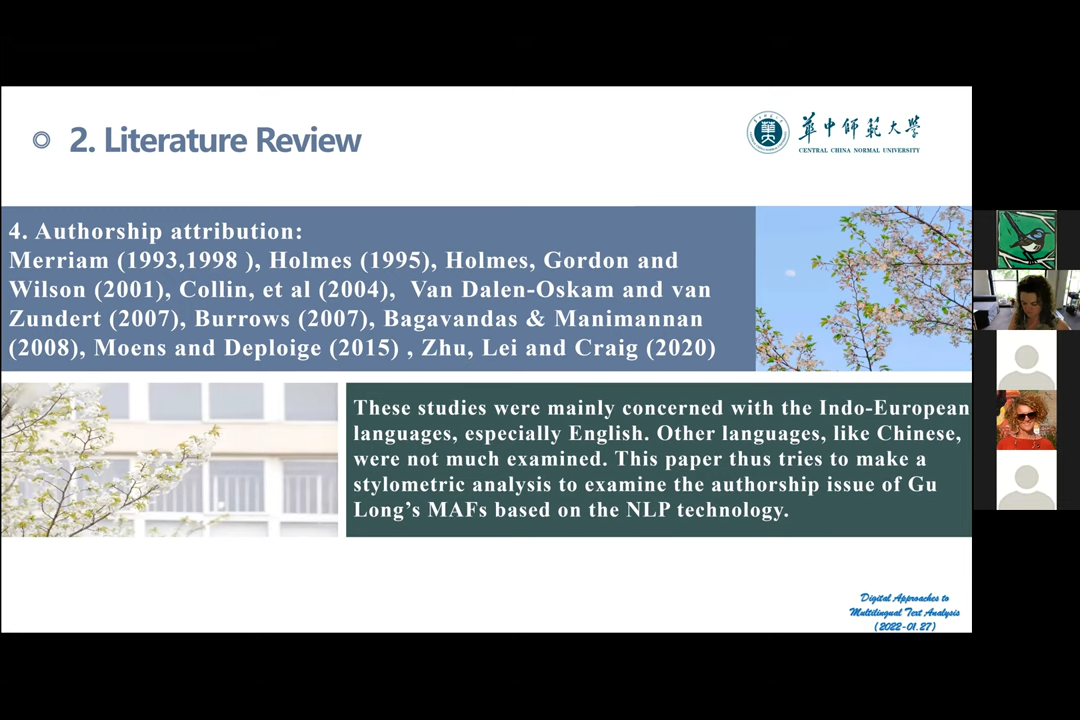 2. Literature Review
華中師範大學
CENTRAL CHINA NORMAL UNIVERSITY
4. Authorship attribution:
Merriam (1993,1998 ), Holmes (1995), Holmes, Gordon and
Wilson (2001), Collin, et al (2004), Van Dalen-Oskam and van
Zundert (2007), Burrows (2007), Bagavandas & Manimannan
(2008), Moens and Deploige (2015) , Zhu, Lei and Craig (2020)
These studies were mainly concerned with the Indo-European
languages, especially English. Other languages, like Chinese,
were not much examined. This paper thus tries to make a
stylometric analysis to examine the authorship issue of Gu
Long’s MAFs based on the NLP technology.
Digital Approaches to
Multilingual Text Analysis
(2022-01.27)